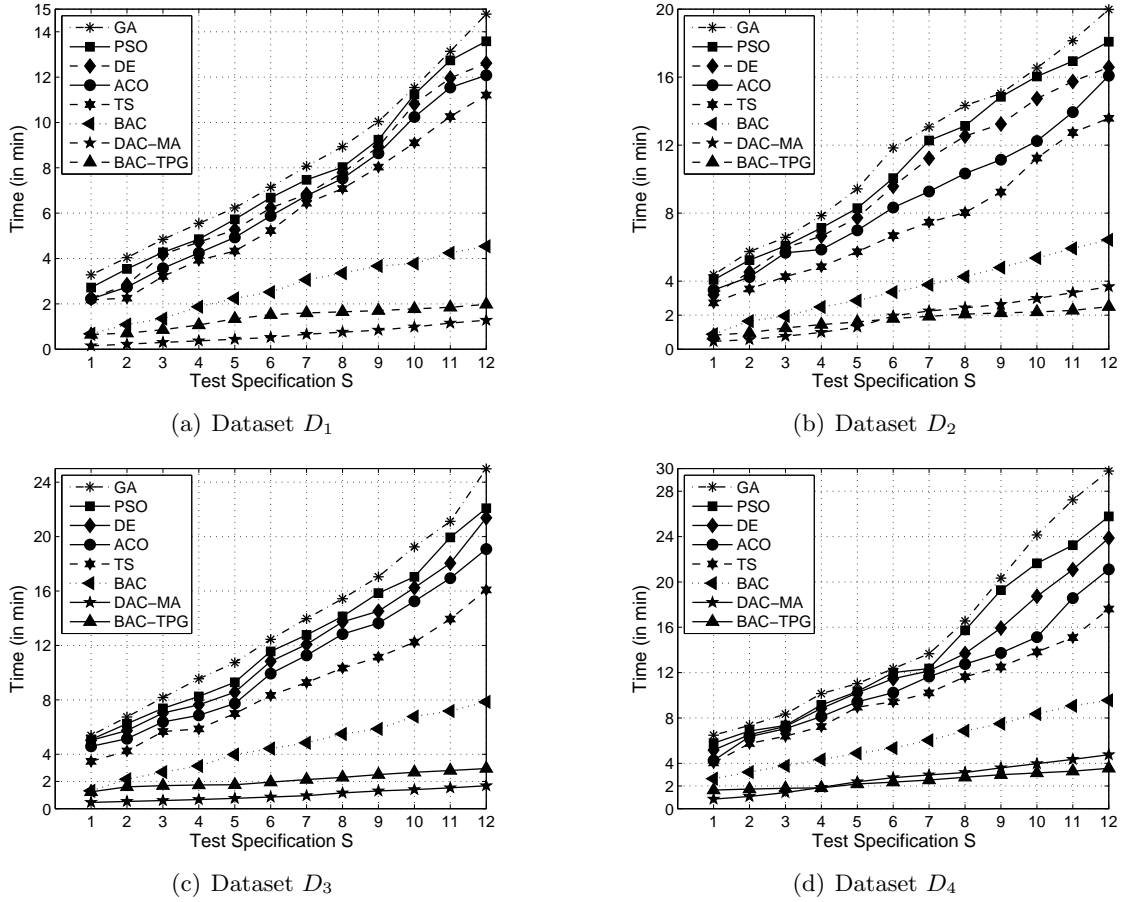 15
12
10
8
6
4
2
0
Time (in min)
GA
PSO
DE
ACO
TS
BAC
DAC−MA
BAC−TPG
1 2 3 4 5 6 7 8 9 10 11 12
Test Specification S
(a) Dataset D₁
20
16
12
8
4
2
0
Time (in min)
GA
PSO
DE
ACO
TS
BAC
DAC−MA
BAC−TPG
1 2 3 4 5 6 7 8 9 10 11 12
Test Specification S
(b) Dataset D₂
24
20
16
12
8
4
2
0
Time (in min)
GA
PSO
DE
ACO
TS
BAC
DAC−MA
BAC−TPG
1 2 3 4 5 6 7 8 9 10 11 12
Test Specification S
(c) Dataset D₃
30
28
24
20
16
12
8
4
2
0
Time (in min)
GA
PSO
DE
ACO
TS
BAC
DAC−MA
BAC−TPG
1 2 3 4 5 6 7 8 9 10 11 12
Test Specification S
(d) Dataset D₄